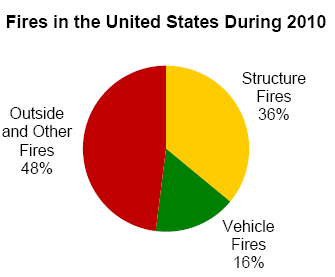 Fires in the United States During 2010
Structure
Fires
36%
Outside
and Other
Fires
48%
Vehicle
Fires
16%